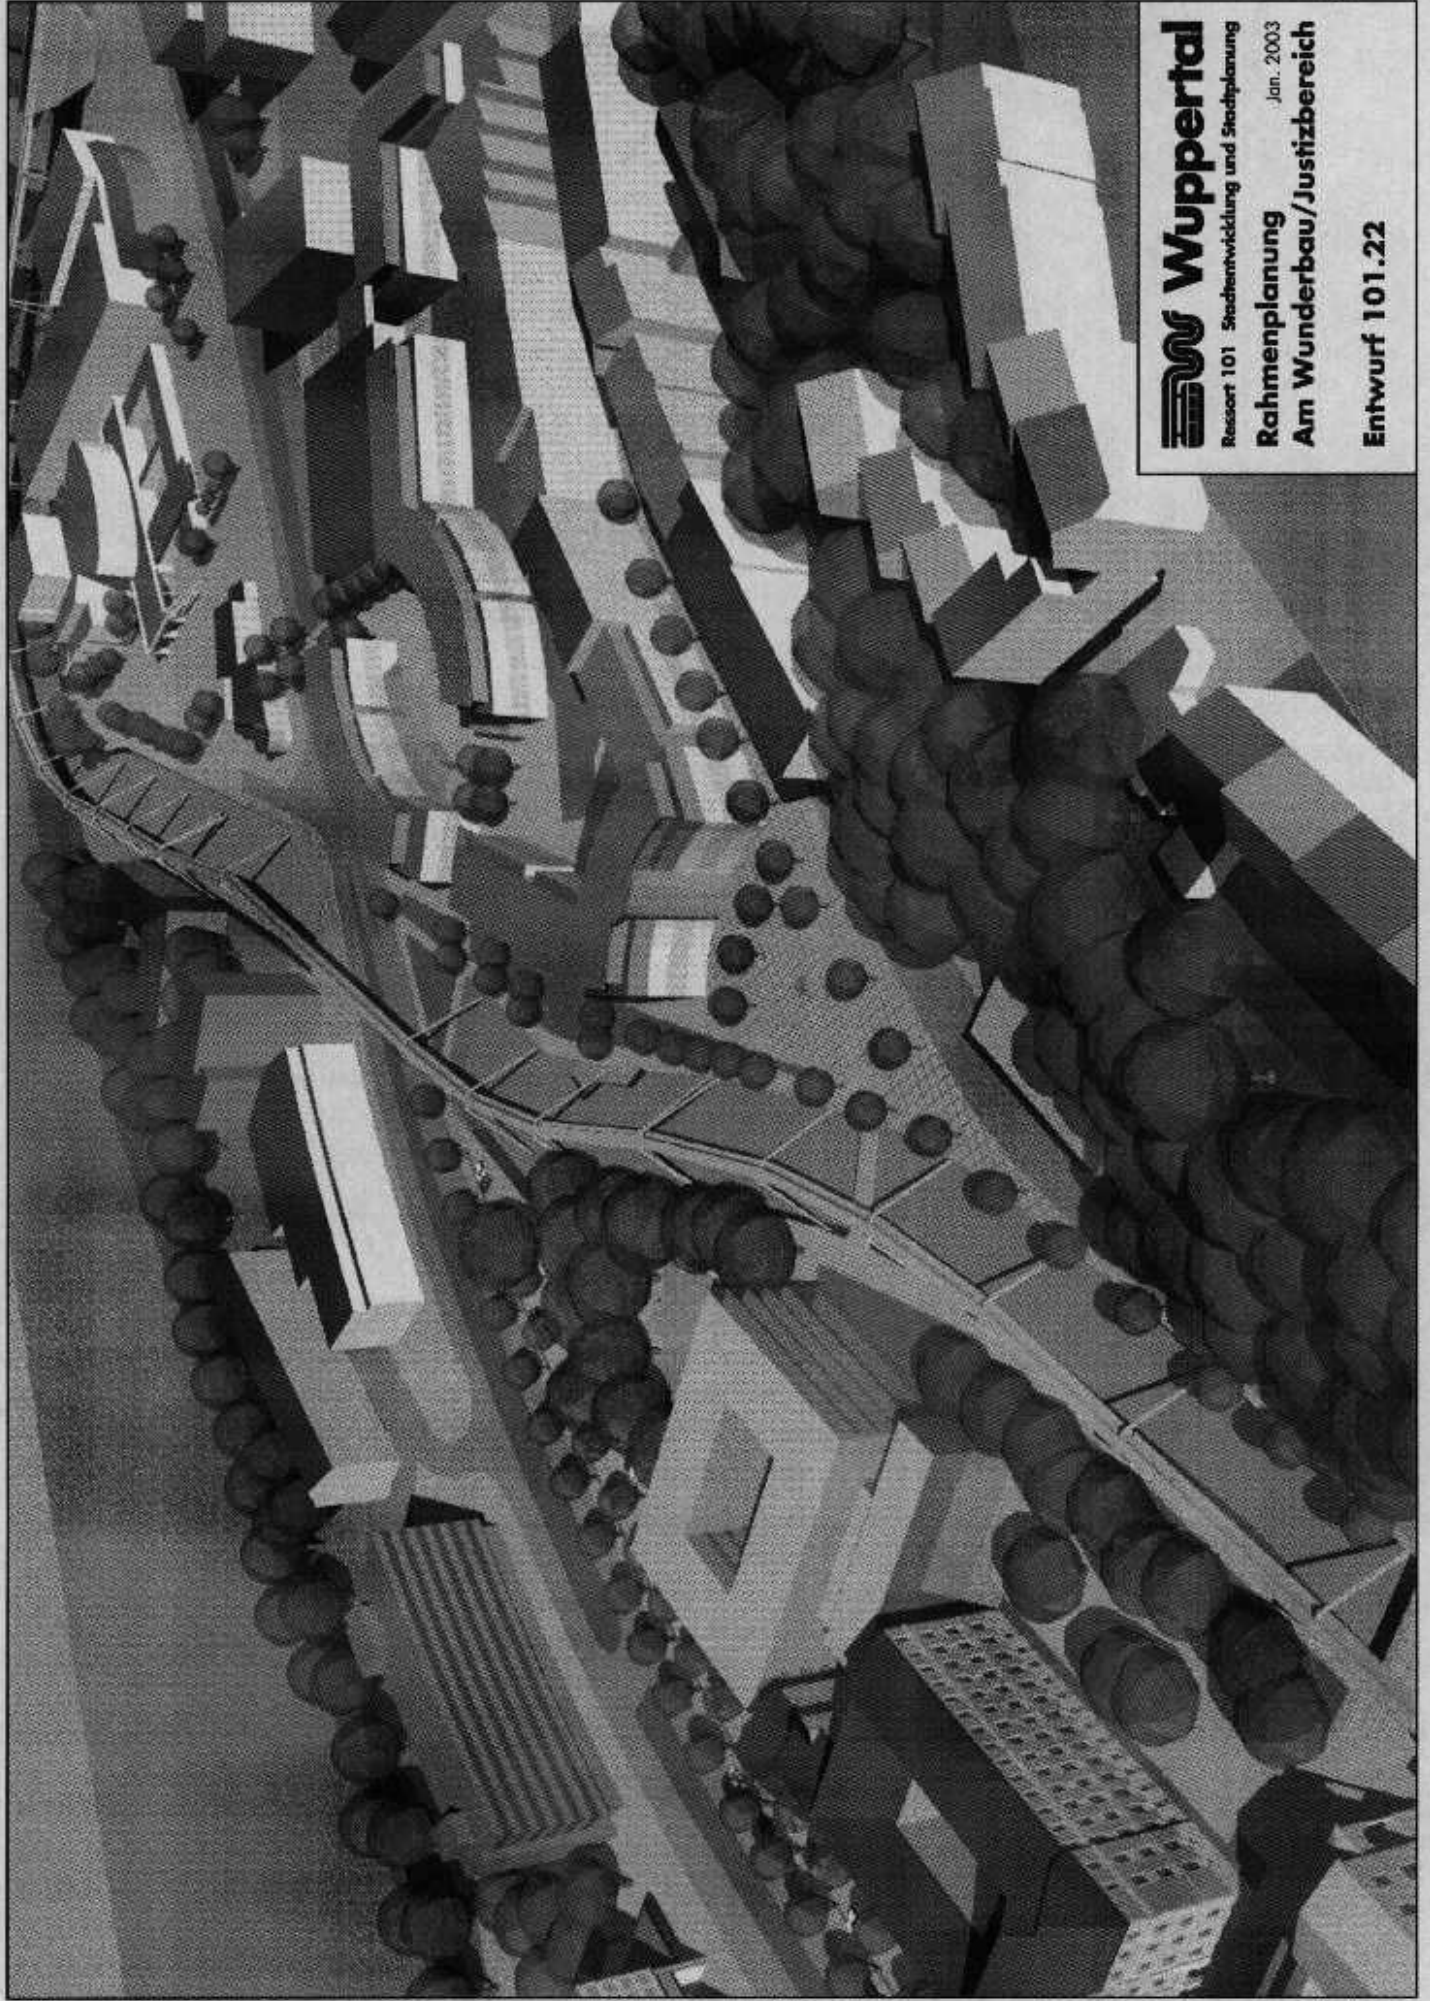 Wuppertal
Ressort 101 Stadtentwicklung und Stadtplanung
Rahmenplanung Jan. 2003
Am Wunderbau/Justizbereich
Entwurf 101.22